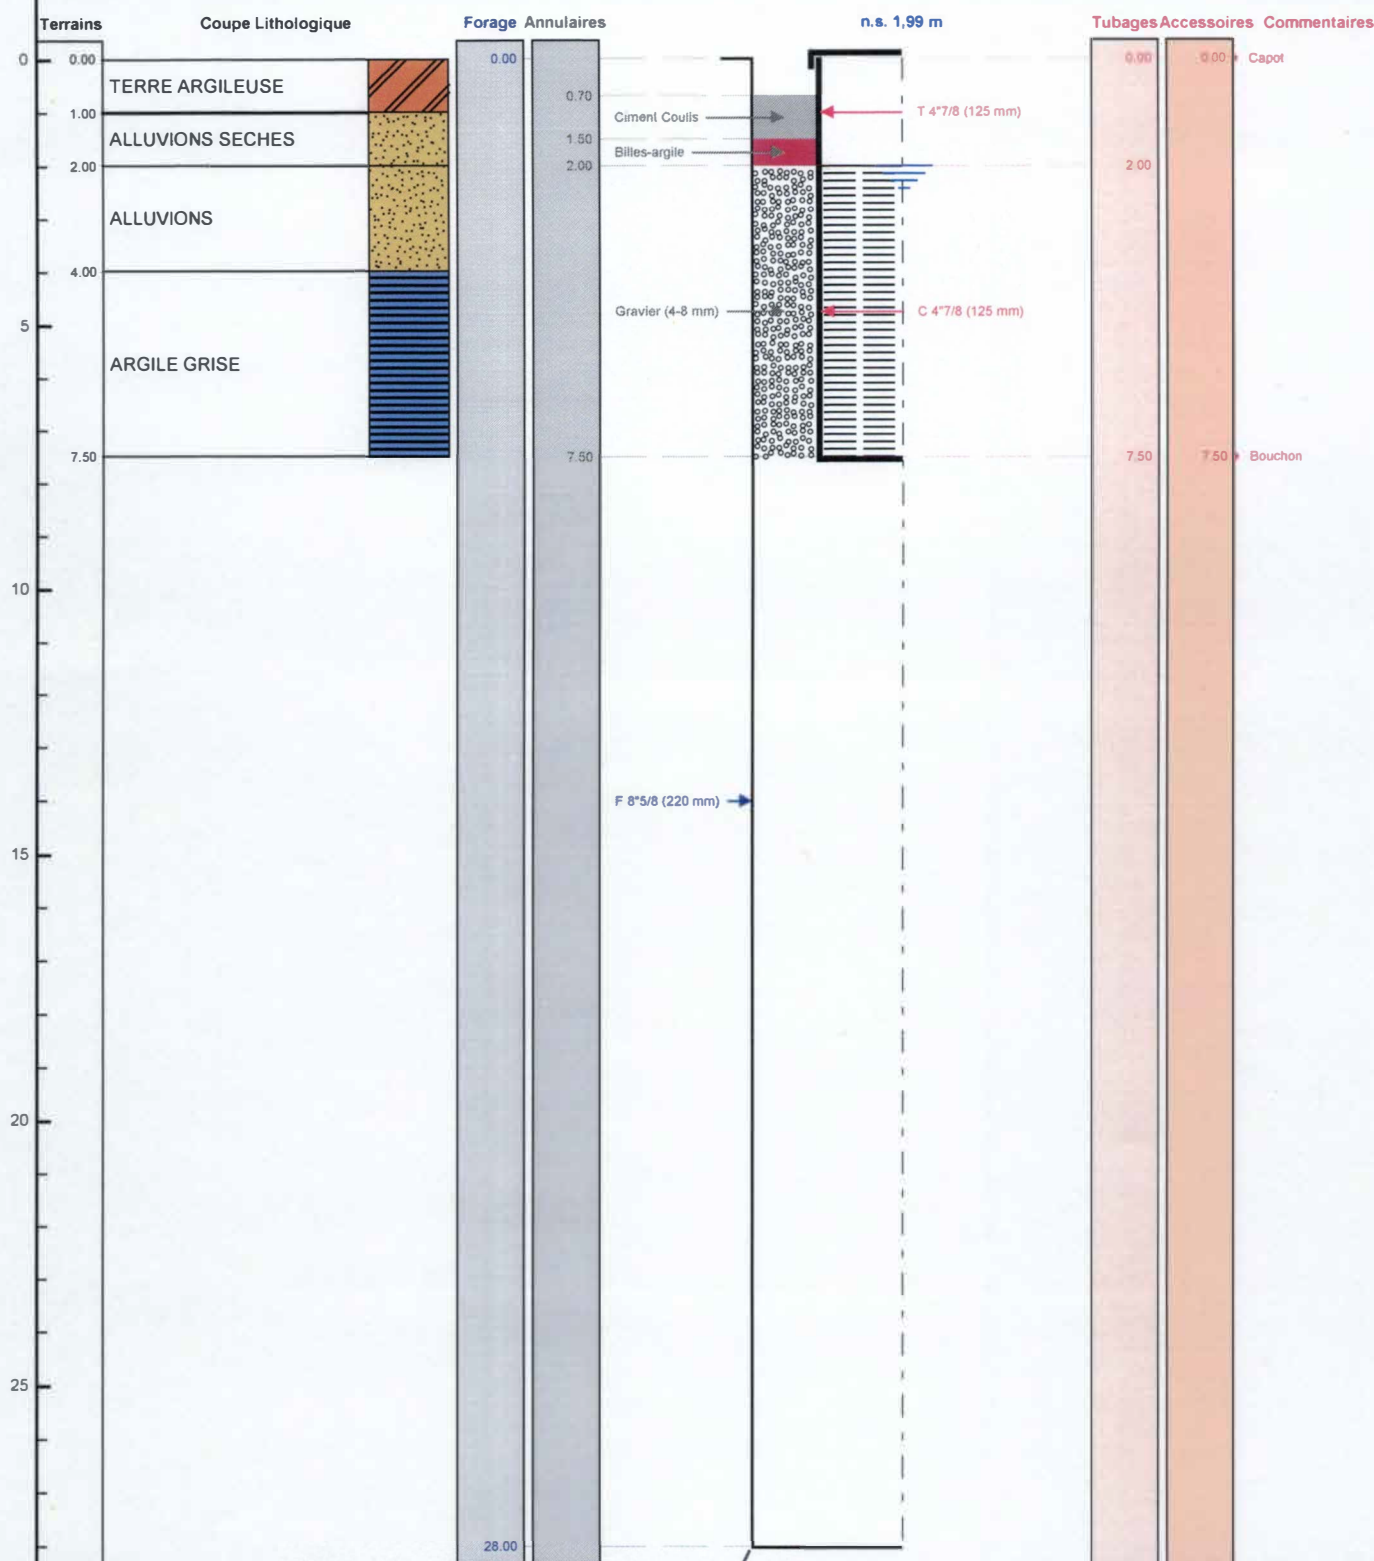 Terrains Coupe Lithologique Forage Annulaires n.s. 1,99 m Tubages Accessoires Commentaires
0 0.00 0.00 0.00 0.00 Capot
TERRE ARGILEUSE
0.70
1.00 Ciment Coulis T 4"7/8 (125 mm)
ALLUVIONS SECHES 1.50
Billes-argile
2.00 2.00 2.00
ALLUVIONS
4.00
5 Gravier (4-8 mm) C 4"7/8 (125 mm)
ARGILE GRISE
7.50 7.50 7.50 7.50 Bouchon
10
F 8"5/8 (220 mm)
15
20
25
28.00